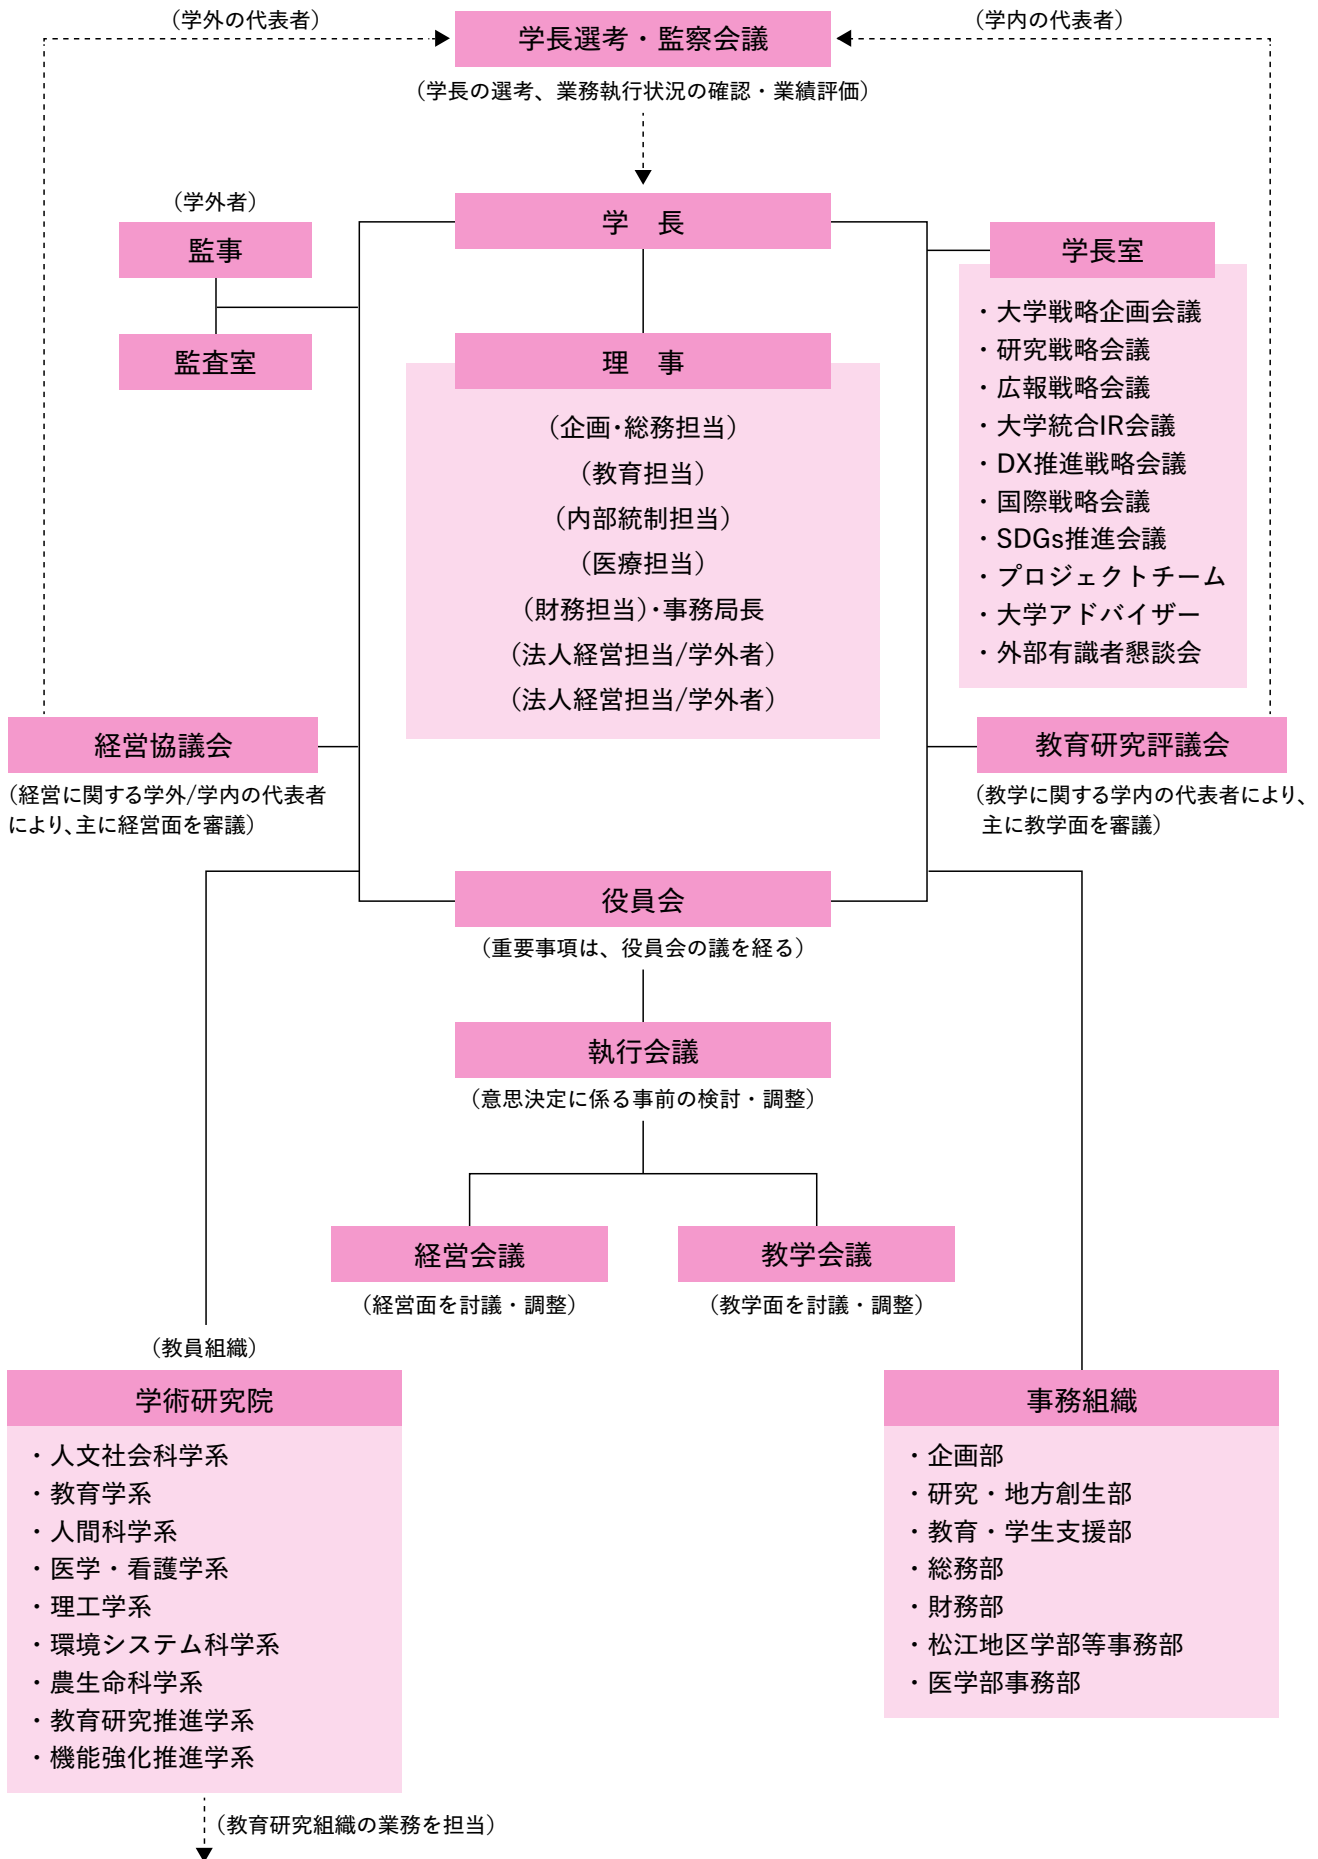 （学外の代表者）
学長選考・監察会議
（学内の代表者）
（学長の選考、業務執行状況の確認・業績評価）
学　長
（学外者）
監事
監査室
学長室
・大学戦略企画会議
・研究戦略会議
・広報戦略会議
・大学統合IR会議
・DX推進戦略会議
・国際戦略会議
・SDGs推進会議
・プロジェクトチーム
・大学アドバイザー
・外部有識者懇談会
理　事
（企画・総務担当）
（教育担当）
（内部統制担当）
（医療担当）
（財務担当）・事務局長
（法人経営担当/学外者）
（法人経営担当/学外者）
経営協議会
（経営に関する学外/学内の代表者
により、主に経営面を審議）
教育研究評議会
（教学に関する学内の代表者により、
主に教学面を審議）
役員会
（重要事項は、役員会の議を経る）
執行会議
（意思決定に係る事前の検討・調整）
経営会議
（経営面を討議・調整）
教学会議
（教学面を討議・調整）
（教員組織）
学術研究院
・人文社会科学系
・教育学系
・人間科学系
・医学・看護学系
・理工学系
・環境システム科学系
・農生命科学系
・教育研究推進学系
・機能強化推進学系
（教育研究組織の業務を担当）
事務組織
・企画部
・研究・地方創生部
・教育・学生支援部
・総務部
・財務部
・松江地区学部等事務部
・医学部事務部